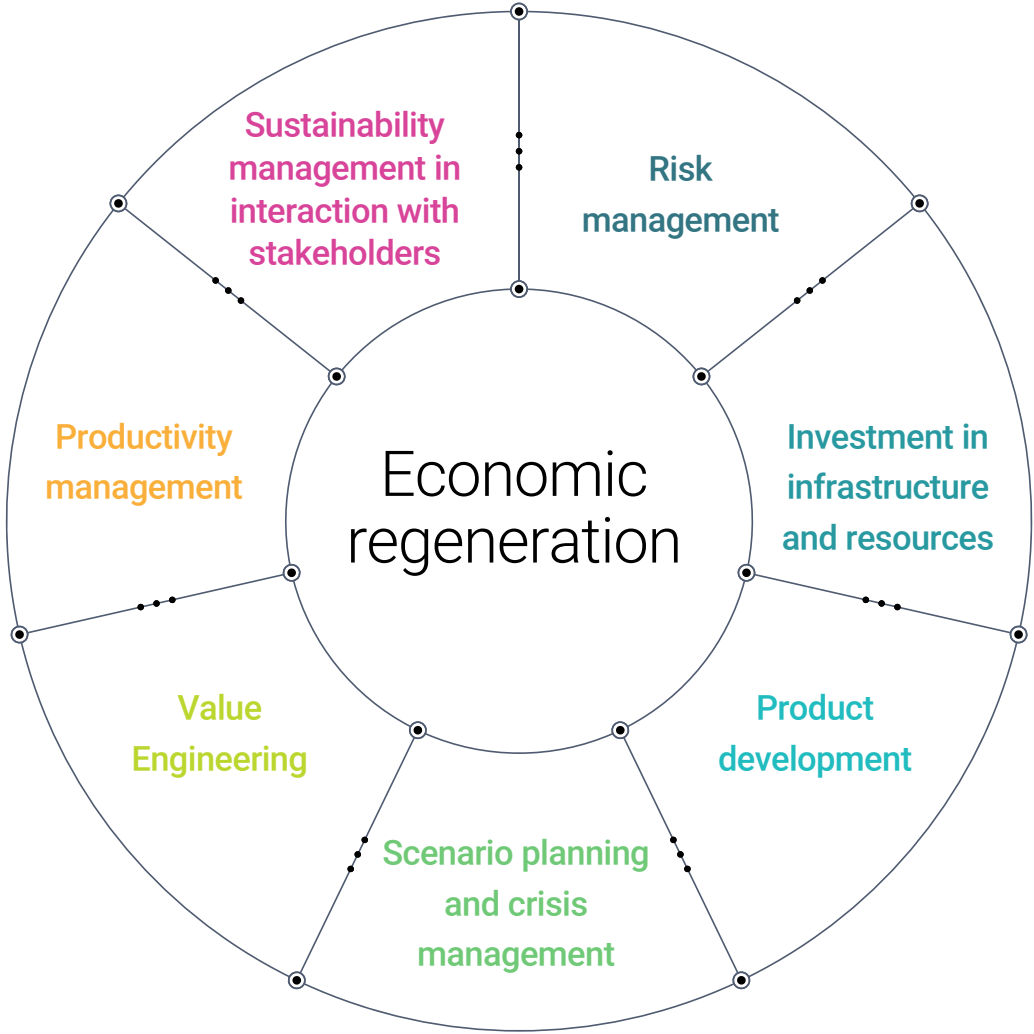 Sustainability
management in
interaction with
stakeholders
Risk
management
Productivity
management
Economic
regeneration
Investment in
infrastructure
and resources
Value
Engineering
Product
development
Scenario planning
and crisis
management